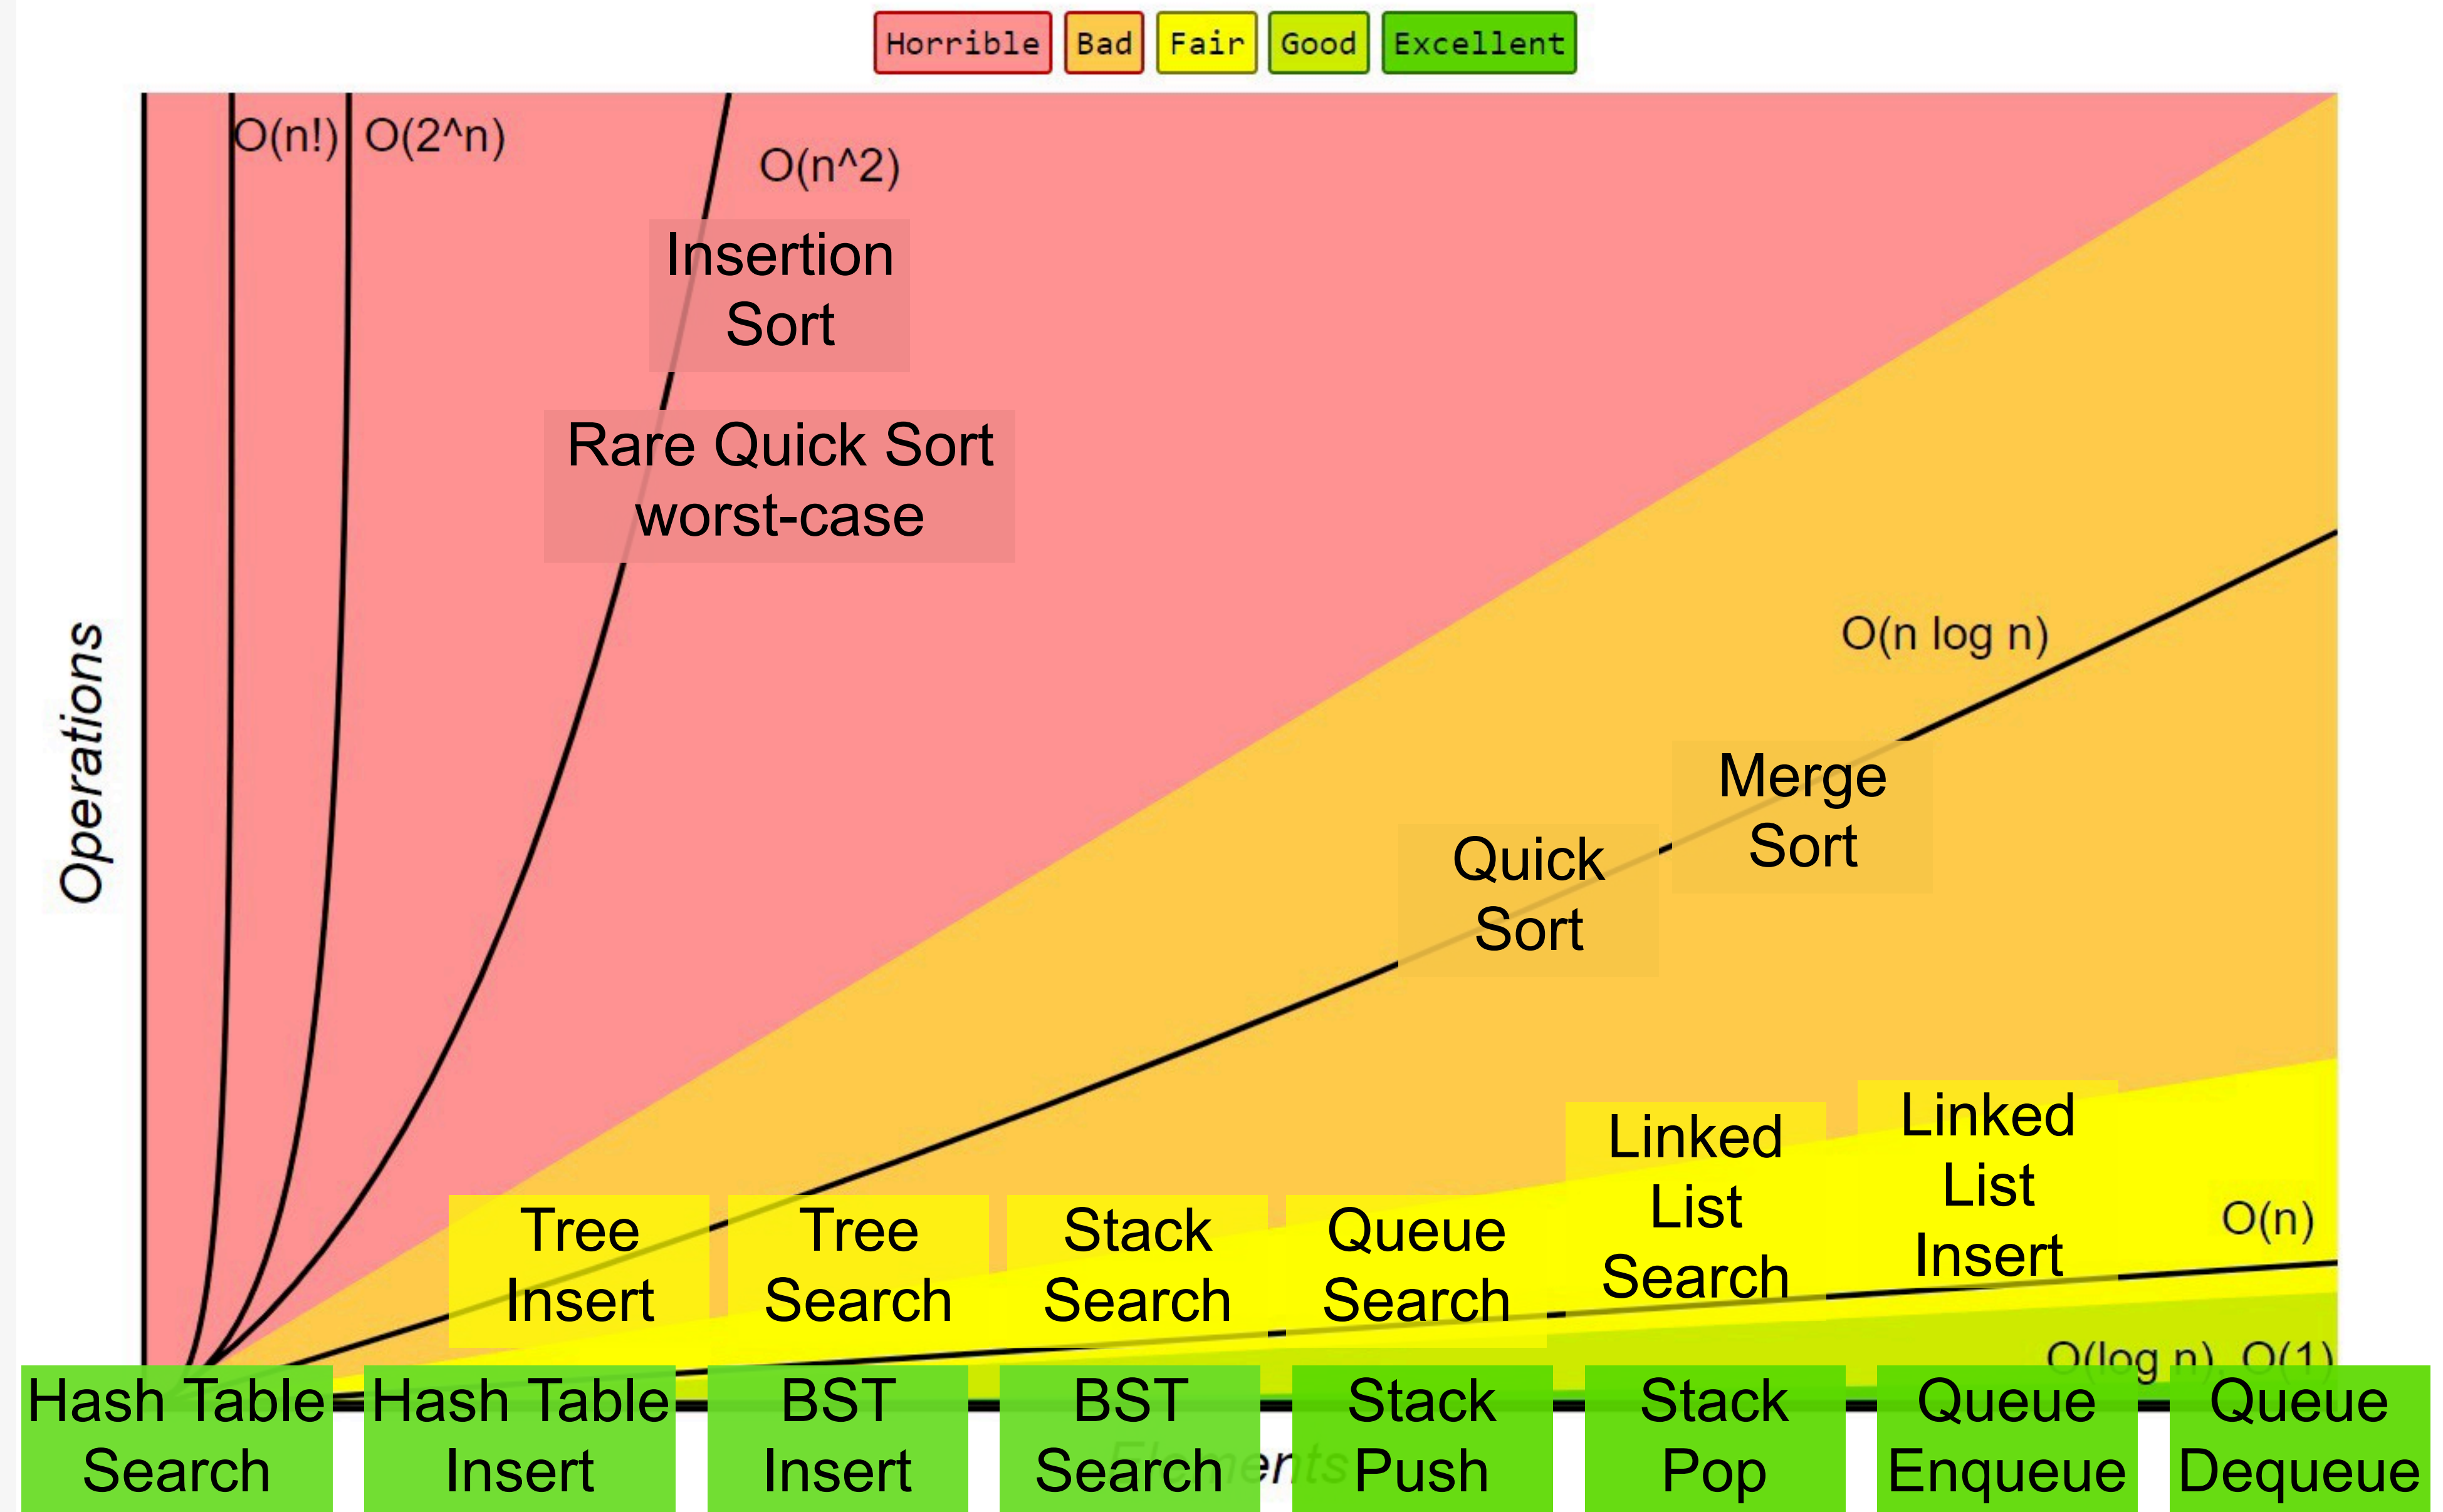 Horrible Bad Fair Good Excellent
O(n!) O(2^n)
O(n^2)
Insertion
Sort
Rare Quick Sort
worst-case
Operations
O(n log n)
Merge
Sort
Quick
Sort
Linked
List
Insert
Linked
List
Search
O(n)
Tree
Insert
Tree
Search
Stack
Search
Queue
Search
O(log n), O(1)
Hash Table
Search
Hash Table
Insert
BST
Insert
BST
Search
Stack
Push
Stack
Pop
Queue
Enqueue
Queue
Dequeue
Elements